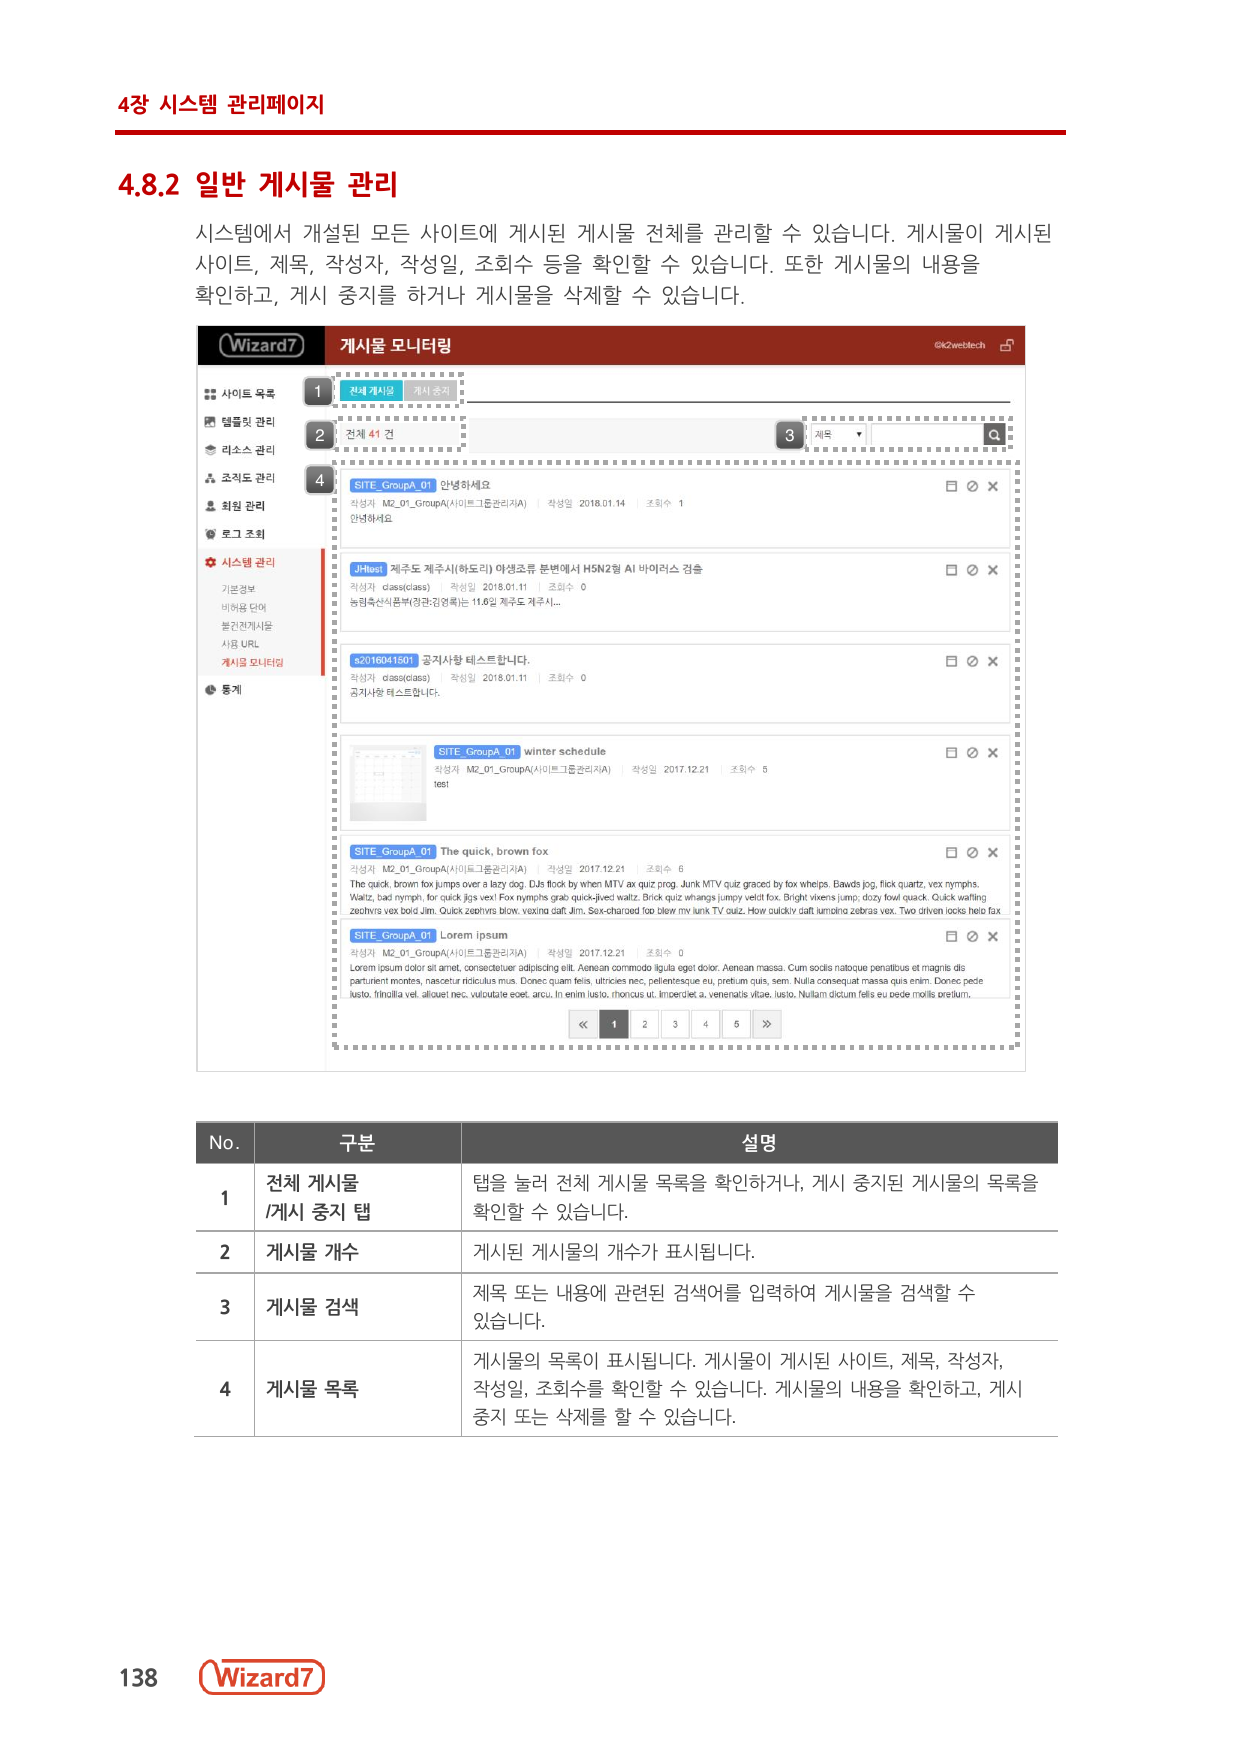 4장 시스템 관리페이지
4.8.2 일반 게시물 관리
시스템에서 개설된 모든 사이트에 게시된 게시물 전체를 관리할 수 있습니다. 게시물이 게시된
사이트, 제목, 작성자, 작성일, 조회수 등을 확인할 수 있습니다. 또한 게시물의 내용을
확인하고, 게시 중지를 하거나 게시물을 삭제할 수 있습니다.
Wizard7
게시물 모니터링
©k2webtech
사이트 목록
템플릿 관리
리소스 관리
조직도 관리
회원 관리
로그 조회
시스템 관리
기본정보
비허용 단어
불건전게시물
사용 URL
게시물 모니터링
통계
1 전체 게시물 게시 중지
2 전체 41 건
3 제목
4
SITE_GroupA_01 안녕하세요
작성자 M2_01_GroupA(사이트그룹관리자A) 작성일 2018.01.14 조회수 1
안녕하세요
JHtest 제주도 제주시(하도리) 야생조류 분변에서 H5N2형 AI 바이러스 검출
작성자 class(class) 작성일 2018.01.11 조회수 0
농림축산식품부(장관:김영록)는 11.6일 제주도 제주시...
s2016041501 공지사항 테스트합니다.
작성자 class(class) 작성일 2018.01.11 조회수 0
공지사항 테스트합니다.
SITE_GroupA_01 winter schedule
작성자 M2_01_GroupA(사이트그룹관리자A) 작성일 2017.12.21 조회수 5
test
SITE_GroupA_01 The quick, brown fox
작성자 M2_01_GroupA(사이트그룹관리자A) 작성일 2017.12.21 조회수 6
The quick, brown fox jumps over a lazy dog. DJs flock by when MTV ax quiz prog. Junk MTV quiz graced by fox whelps. Bawds jog, flick quartz, vex nymphs.
Waltz, bad nymph, for quick jigs vex! Fox nymphs grab quick-jived waltz. Brick quiz whangs jumpy veldt fox. Bright vixens jump; dozy fowl quack. Quick wafting
zephyrs vex bold Jim. Quick zephyrs blow, vexing daft Jim. Sex-charged fop blew my junk TV quiz. How quickly daft jumping zebras vex. Two driven jocks help fax
SITE_GroupA_01 Lorem ipsum
작성자 M2_01_GroupA(사이트그룹관리자A) 작성일 2017.12.21 조회수 0
Lorem ipsum dolor sit amet, consectetuer adipiscing elit. Aenean commodo ligula eget dolor. Aenean massa. Cum sociis natoque penatibus et magnis dis
parturient montes, nascetur ridiculus mus. Donec quam felis, ultricies nec, pellentesque eu, pretium quis, sem. Nulla consequat massa quis enim. Donec pede
justo, fringilla vel, aliquet nec, vulputate eget, arcu. In enim justo, rhoncus ut, imperdiet a, venenatis vitae, justo. Nullam dictum felis eu pede mollis pretium.
« 1 2 3 4 5 »
No. 구분 설명
1 전체 게시물 /게시 중지 탭 탭을 눌러 전체 게시물 목록을 확인하거나, 게시 중지된 게시물의 목록을
확인할 수 있습니다.
2 게시물 개수 게시된 게시물의 개수가 표시됩니다.
3 게시물 검색 제목 또는 내용에 관련된 검색어를 입력하여 게시물을 검색할 수
있습니다.
4 게시물 목록 게시물의 목록이 표시됩니다. 게시물이 게시된 사이트, 제목, 작성자,
작성일, 조회수를 확인할 수 있습니다. 게시물의 내용을 확인하고, 게시
중지 또는 삭제를 할 수 있습니다.
138 Wizard7